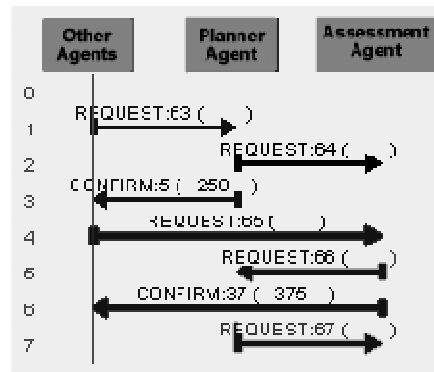 Other Agents
Planner Agent
Assessment Agent
0
REQUEST:63 ( )
1
REQUEST:64 ( )
2
CONFIRM:5 ( 250 )
3
REQUEST:65 ( )
4
REQUEST:66 ( )
5
CONFIRM:37 ( 375 )
6
REQUEST:67 ( )
7